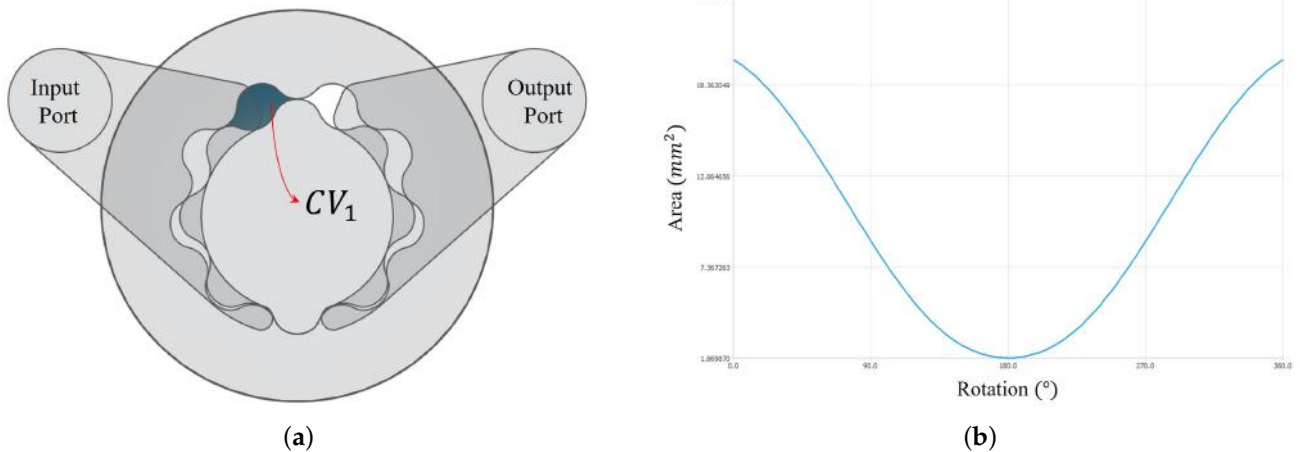 Input
Port
Output
Port
CV₁
(a)
Area (mm²)
18.363049
12.864656
7.367263
1.869870
0.0
90.0
180.0
270.0
360.0
Rotation (°)
(b)